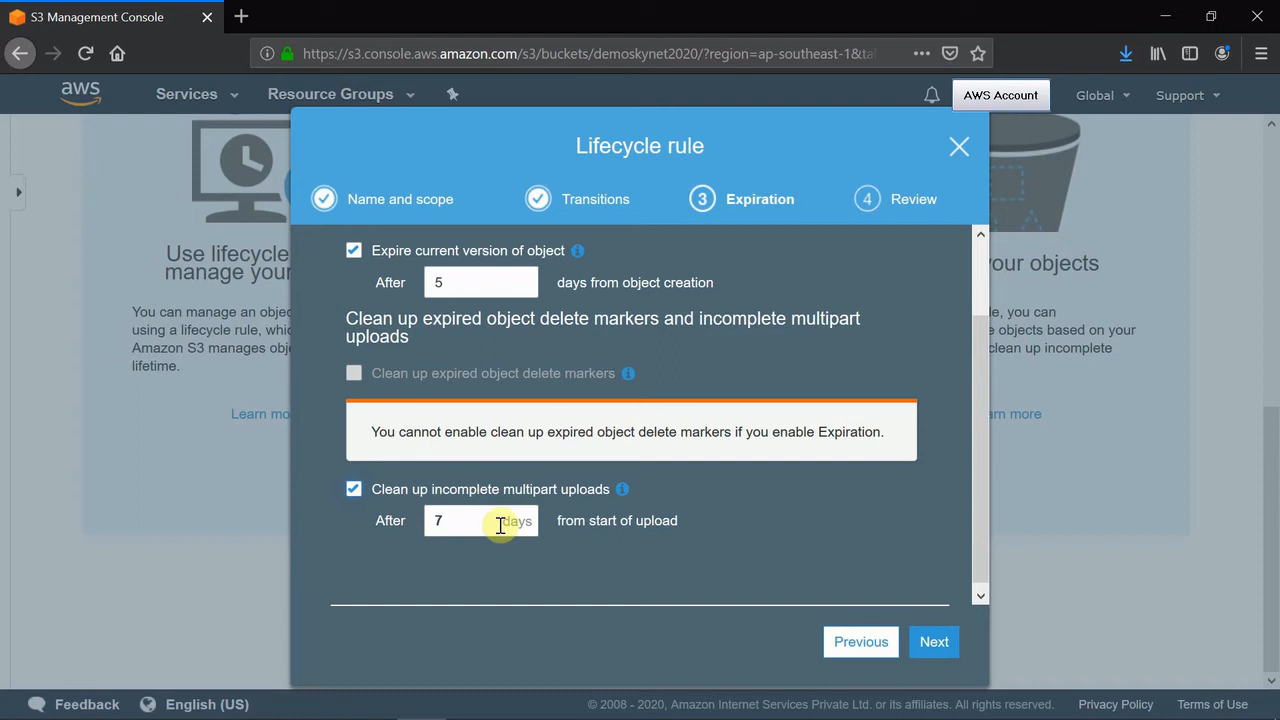 S3 Management Console
https://s3.console.aws.amazon.com/s3/buckets/demoskynet2020/?region=ap-southeast-1&tal
aws
Services
Resource Groups
AWS Account
Global
Support
Lifecycle rule
Name and scope
Transitions
3
Expiration
4
Review
Use lifecycle
manage your
You can manage an object
using a lifecycle rule, whic
Amazon S3 manages obje
lifetime.
Learn mo
your objects
e, you can
e objects based on your
clean up incomplete
arn more
Expire current version of object
After 5 days from object creation
Clean up expired object delete markers and incomplete multipart
uploads
Clean up expired object delete markers
You cannot enable clean up expired object delete markers if you enable Expiration.
Clean up incomplete multipart uploads
After 7 days from start of upload
Previous
Next
Feedback
English (US)
© 2008 - 2020, Amazon Internet Services Private Ltd. or its affiliates. All rights reserved.
Privacy Policy
Terms of Use